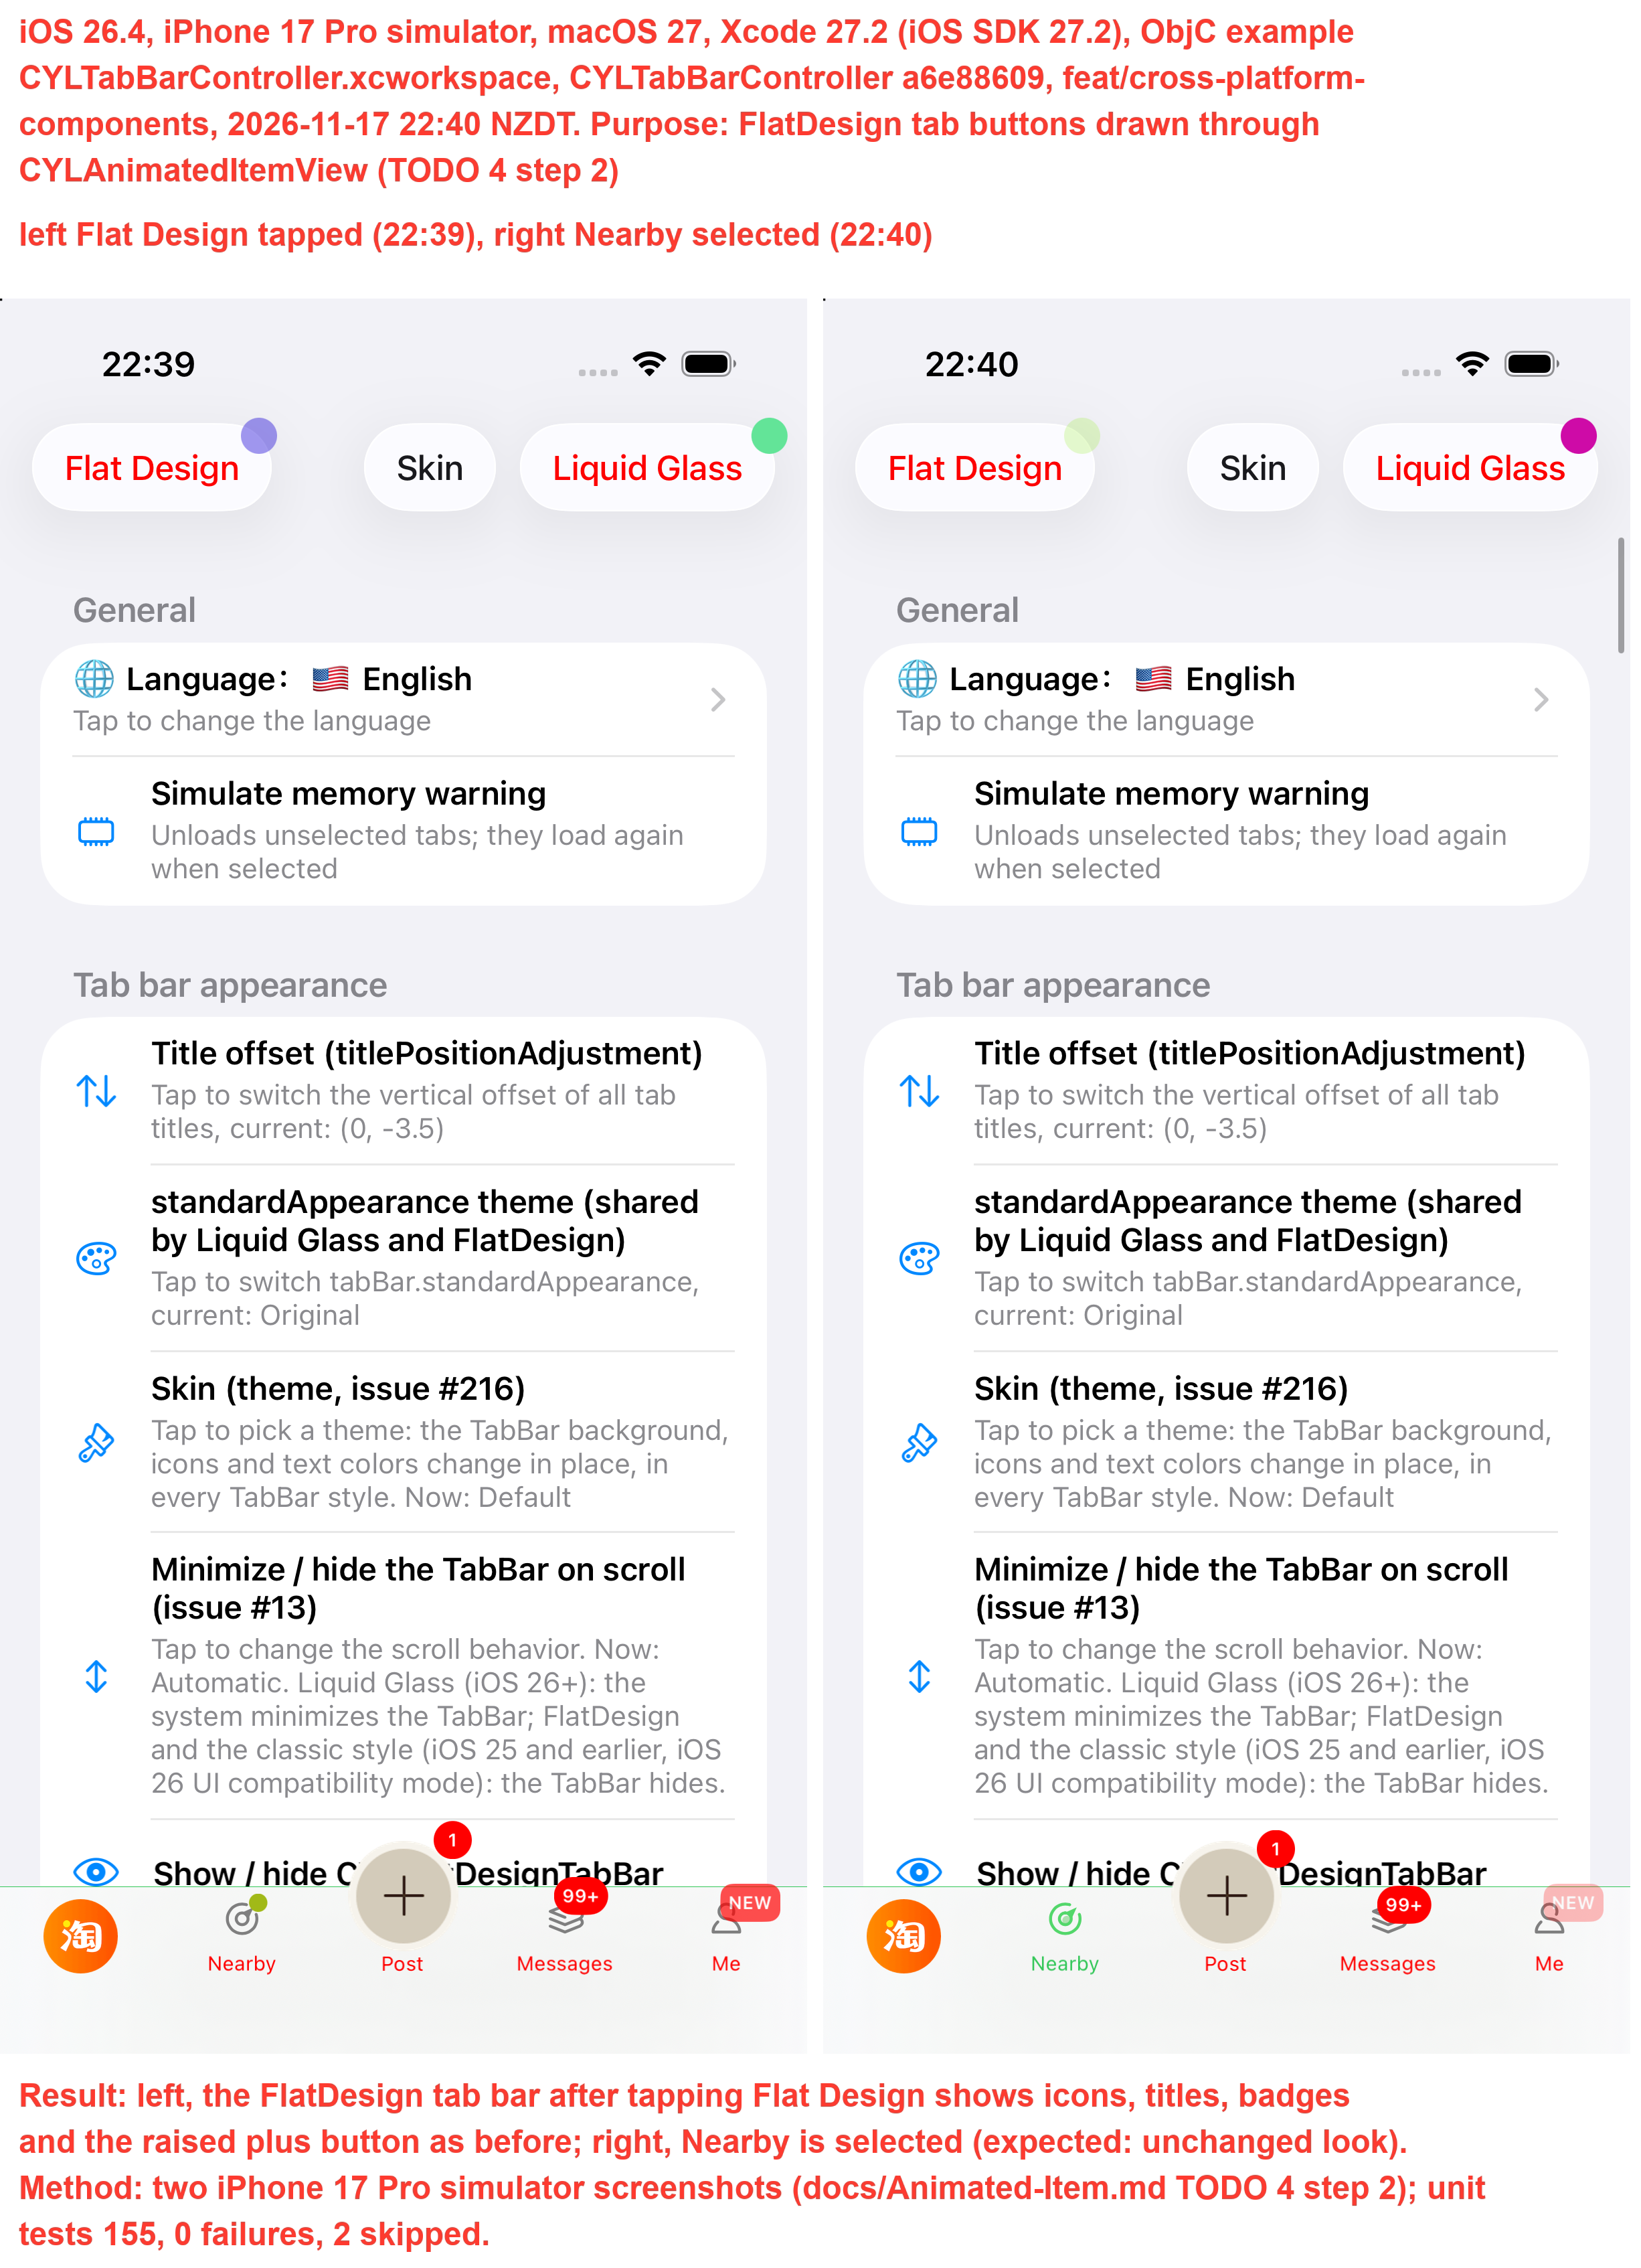 iOS 26.4, iPhone 17 Pro simulator, macOS 27, Xcode 27.2 (iOS SDK 27.2), ObjC example
CYLTabBarController.xcworkspace, CYLTabBarController a6e88609, feat/cross-platform-
components, 2026-11-17 22:40 NZDT. Purpose: FlatDesign tab buttons drawn through
CYLAnimatedItemView (TODO 4 step 2)
left Flat Design tapped (22:39), right Nearby selected (22:40)
22:39
Flat Design
Skin
Liquid Glass
General
Language： English
Tap to change the language
Simulate memory warning
Unloads unselected tabs; they load again
when selected
Tab bar appearance
Title offset (titlePositionAdjustment)
Tap to switch the vertical offset of all tab
titles, current: (0, -3.5)
standardAppearance theme (shared
by Liquid Glass and FlatDesign)
Tap to switch tabBar.standardAppearance,
current: Original
Skin (theme, issue #216)
Tap to pick a theme: the TabBar background,
icons and text colors change in place, in
every TabBar style. Now: Default
Minimize / hide the TabBar on scroll
(issue #13)
Tap to change the scroll behavior. Now:
Automatic. Liquid Glass (iOS 26+): the
system minimizes the TabBar; FlatDesign
and the classic style (iOS 25 and earlier, iOS
26 UI compatibility mode): the TabBar hides.
1
Show / hide C DesignTabBar
99+
NEW
淘
Nearby
Post
Messages
Me
22:40
Flat Design
Skin
Liquid Glass
General
Language： English
Tap to change the language
Simulate memory warning
Unloads unselected tabs; they load again
when selected
Tab bar appearance
Title offset (titlePositionAdjustment)
Tap to switch the vertical offset of all tab
titles, current: (0, -3.5)
standardAppearance theme (shared
by Liquid Glass and FlatDesign)
Tap to switch tabBar.standardAppearance,
current: Original
Skin (theme, issue #216)
Tap to pick a theme: the TabBar background,
icons and text colors change in place, in
every TabBar style. Now: Default
Minimize / hide the TabBar on scroll
(issue #13)
Tap to change the scroll behavior. Now:
Automatic. Liquid Glass (iOS 26+): the
system minimizes the TabBar; FlatDesign
and the classic style (iOS 25 and earlier, iOS
26 UI compatibility mode): the TabBar hides.
1
Show / hide C DesignTabBar
99+
NEW
淘
Nearby
Post
Messages
Me
Result: left, the FlatDesign tab bar after tapping Flat Design shows icons, titles, badges
and the raised plus button as before; right, Nearby is selected (expected: unchanged look).
Method: two iPhone 17 Pro simulator screenshots (docs/Animated-Item.md TODO 4 step 2); unit
tests 155, 0 failures, 2 skipped.